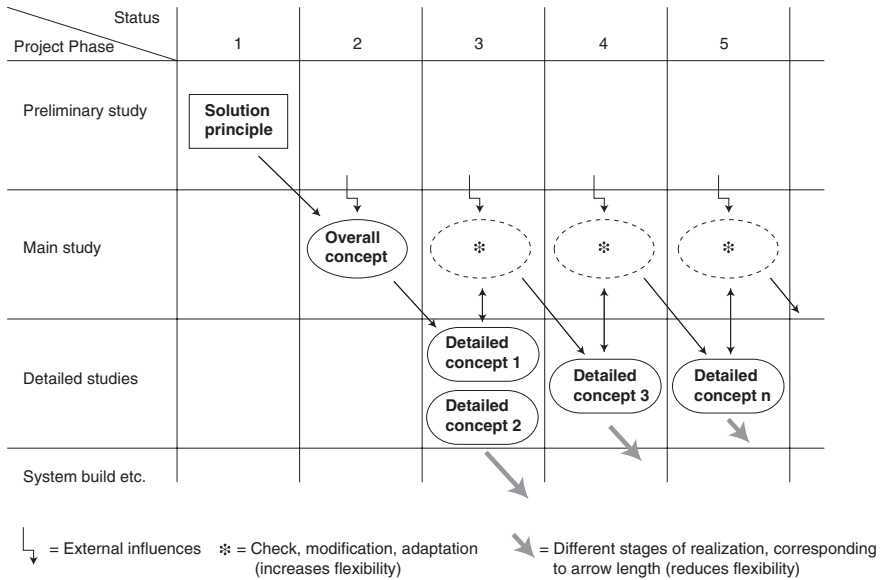 Status
Project Phase
1 2 3 4 5
Preliminary study
Solution
principle
Main study
Overall
concept
✻ ✻ ✻
Detailed studies
Detailed
concept 1
Detailed
concept 2
Detailed
concept 3
Detailed
concept n
System build etc.
= External influences
✻ = Check, modification, adaptation
(increases flexibility)
= Different stages of realization, corresponding
to arrow length (reduces flexibility)